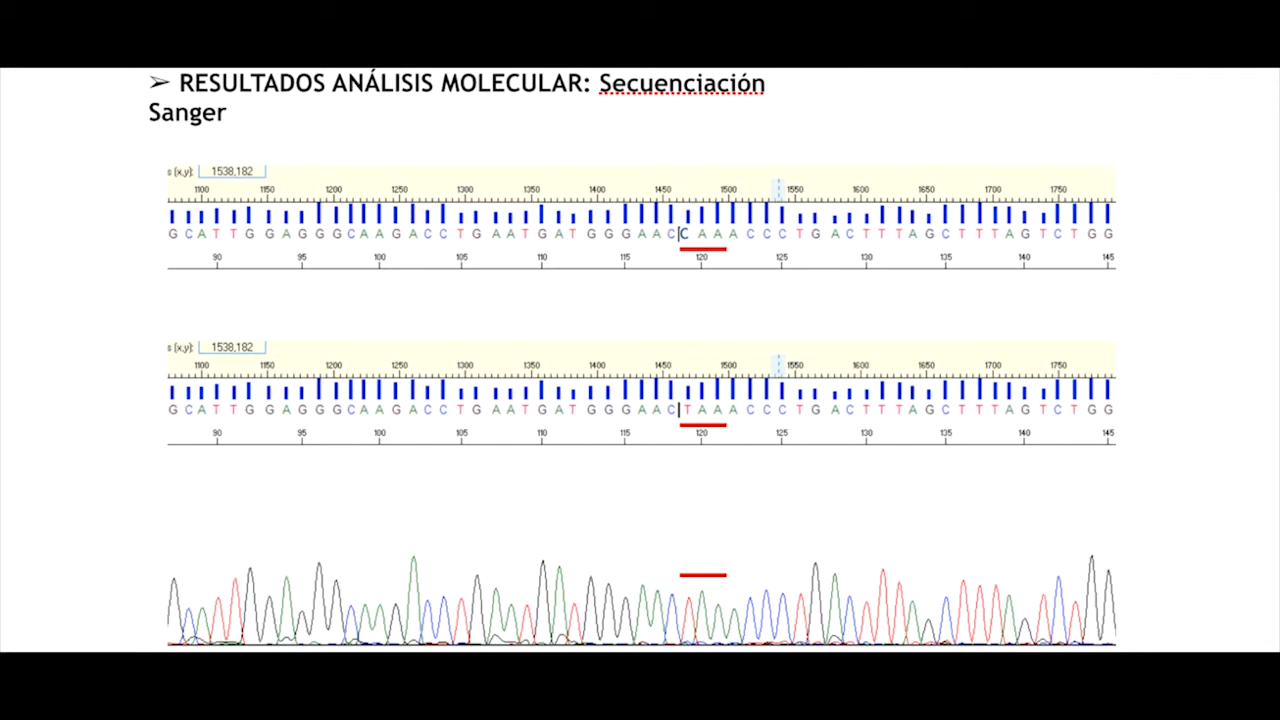 ➢ RESULTADOS ANÁLISIS MOLECULAR: Secuenciación
Sanger
s (x,y): 1538,182
1100 1150 1200 1250 1300 1350 1400 1450 1500 1550 1600 1650 1700 1750
G C A T T G G A G G G C A A G A C C T G A A T G A T G G G A A C C A A A C C C T G A C T T T A G C T T T A G T C T G G
90 95 100 105 110 115 120 125 130 135 140 145
s (x,y): 1538,182
1100 1150 1200 1250 1300 1350 1400 1450 1500 1550 1600 1650 1700 1750
G C A T T G G A G G G C A A G A C C T G A A T G A T G G G A A C T A A A C C C T G A C T T T A G C T T T A G T C T G G
90 95 100 105 110 115 120 125 130 135 140 145